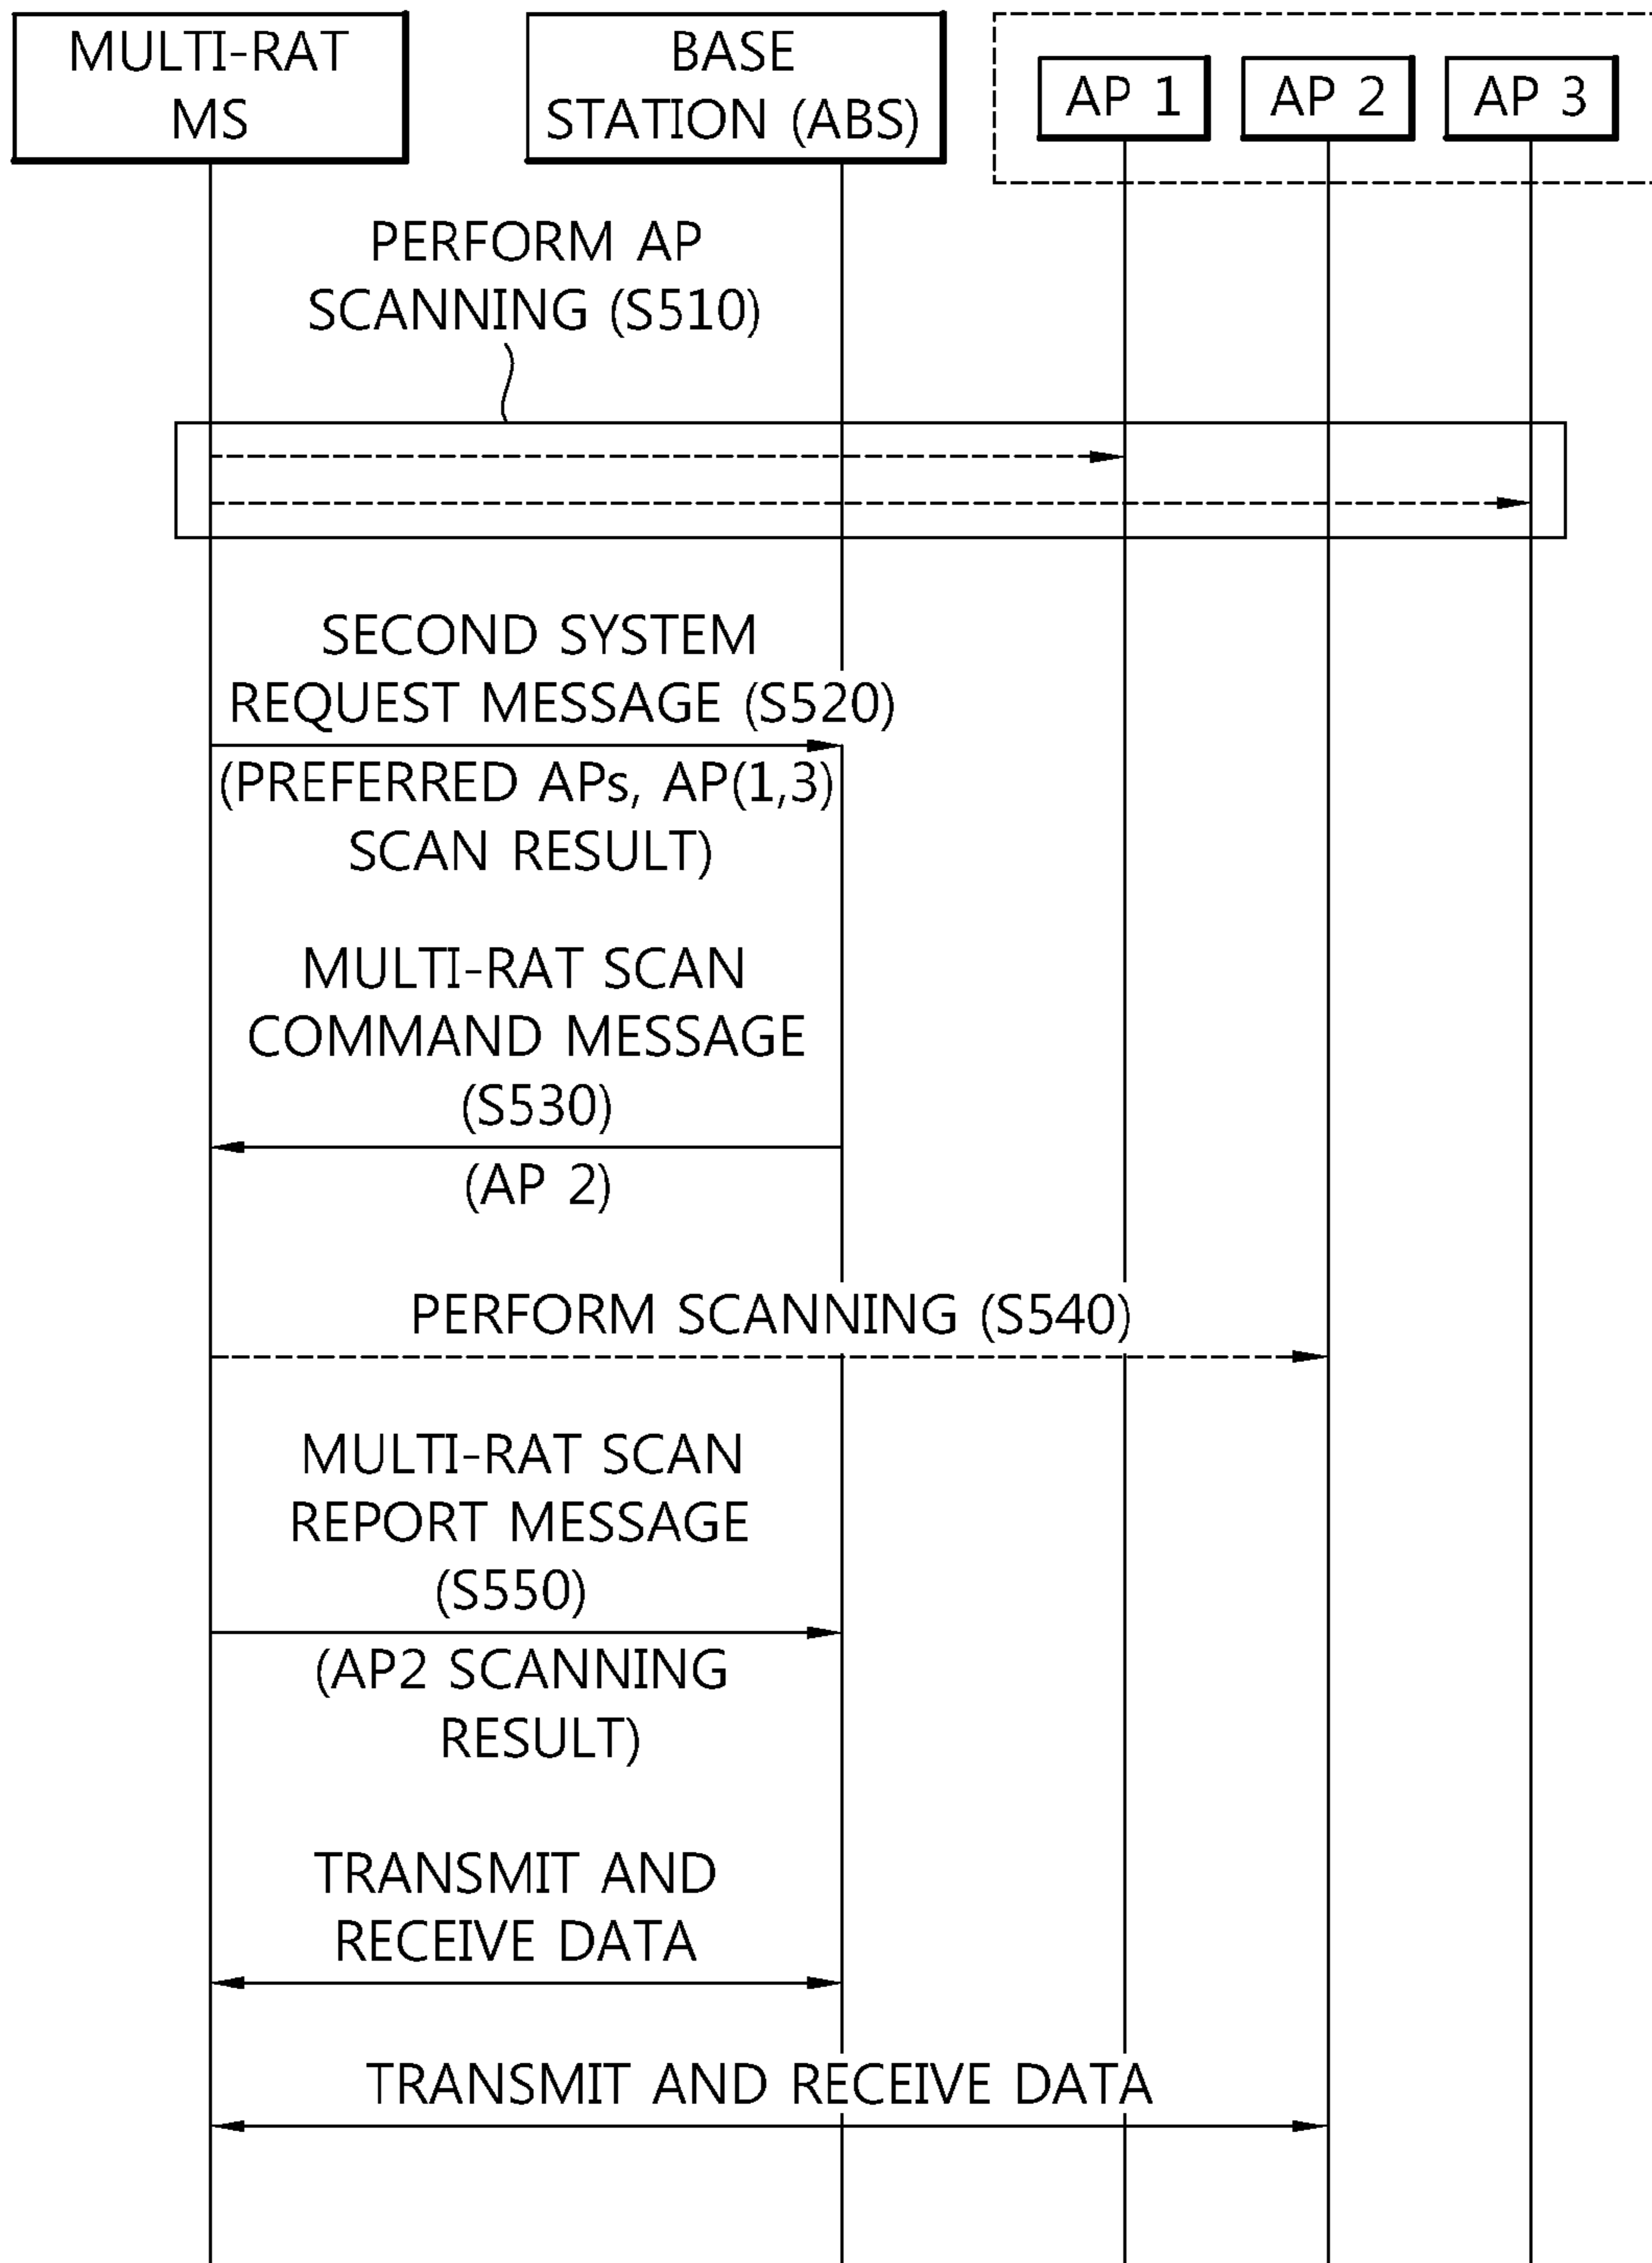 MULTI-RAT
MS
BASE
STATION (ABS)
AP 1
AP 2
AP 3
PERFORM AP
SCANNING (S510)
SECOND SYSTEM
REQUEST MESSAGE (S520)
(PREFERRED APs, AP(1,3)
SCAN RESULT)
MULTI-RAT SCAN
COMMAND MESSAGE
(S530)
(AP 2)
PERFORM SCANNING (S540)
MULTI-RAT SCAN
REPORT MESSAGE
(S550)
(AP2 SCANNING
RESULT)
TRANSMIT AND
RECEIVE DATA
TRANSMIT AND RECEIVE DATA